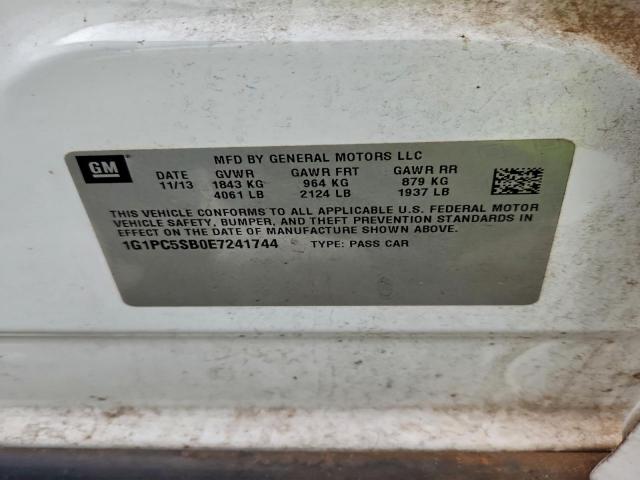 GM
MFD BY GENERAL MOTORS LLC
DATE GVWR GAWR FRT GAWR RR
11/13 1843 KG 964 KG 879 KG
4061 LB 2124 LB 1937 LB
THIS VEHICLE CONFORMS TO ALL APPLICABLE U.S. FEDERAL MOTOR
VEHICLE SAFETY, BUMPER, AND THEFT PREVENTION STANDARDS
IN EFFECT ON THE DATE OF MANUFACTURE SHOWN ABOVE.
1G1PC5SB0E7241744 TYPE: PASS CAR